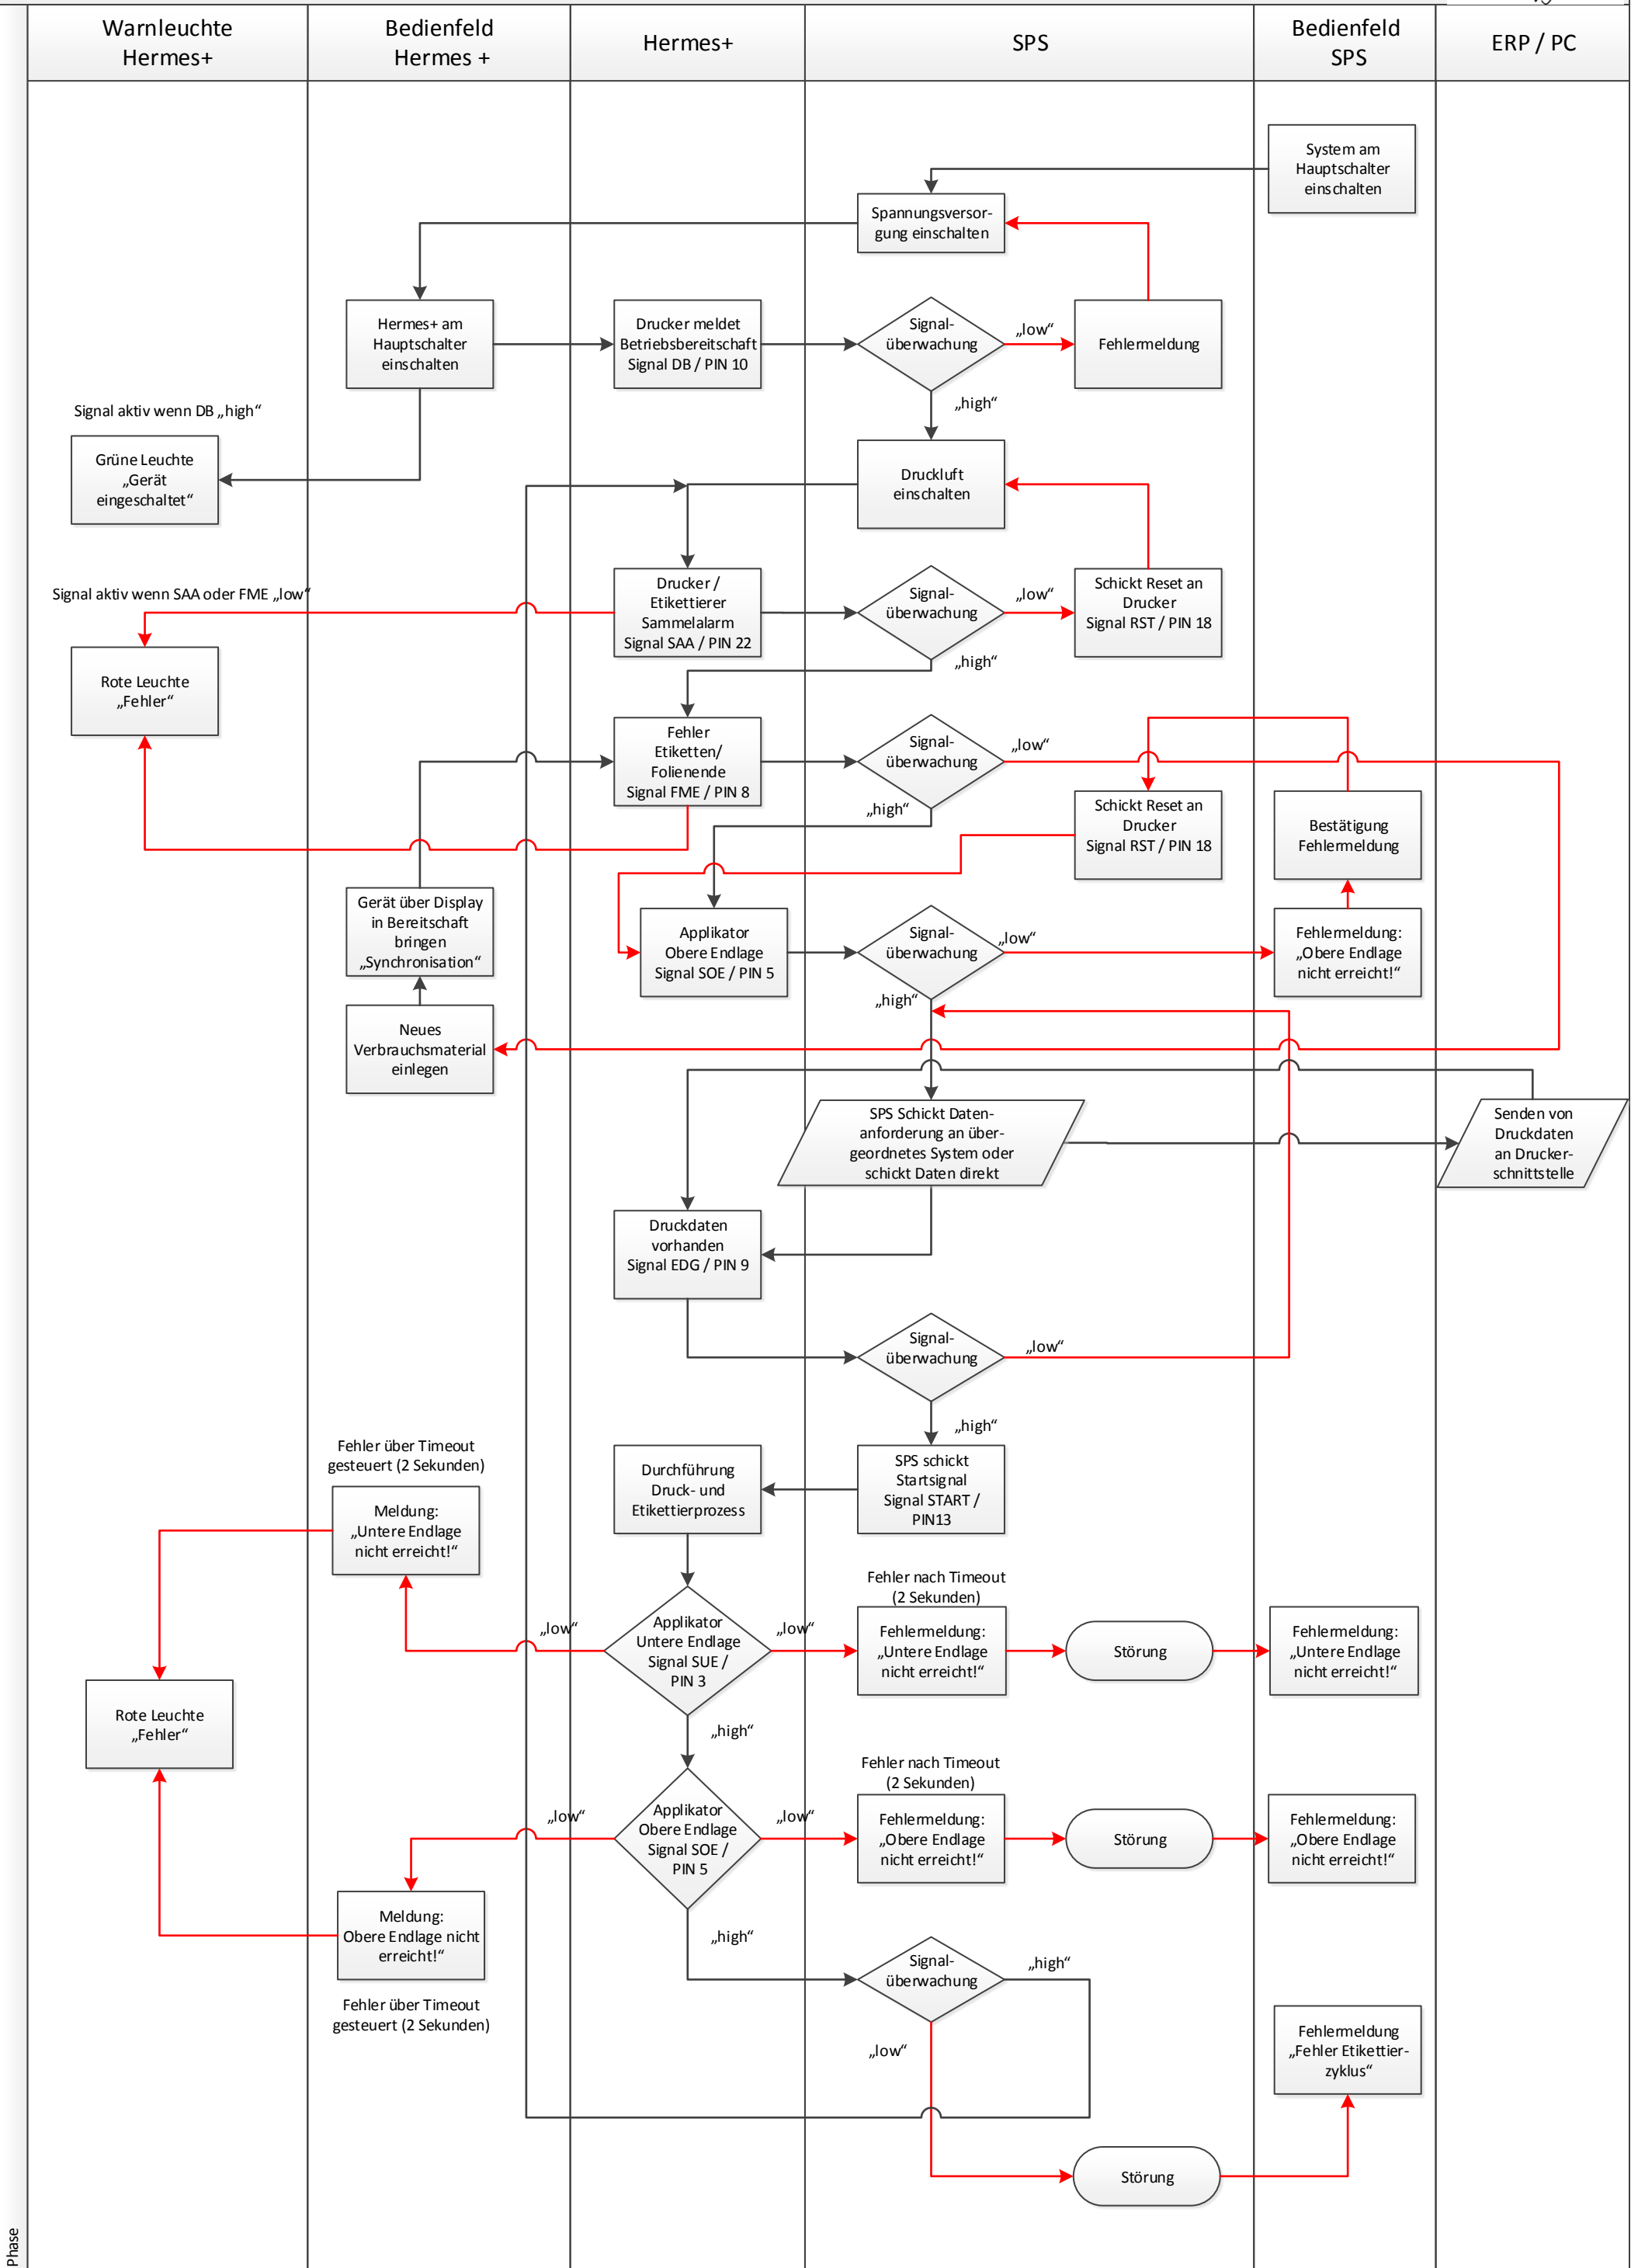 Warnleuchte
Hermes+
Bedienfeld
Hermes +
Hermes+
SPS
Bedienfeld
SPS
ERP / PC
System am
Hauptschalter
einschalten
Spannungsversor-
gung einschalten
Hermes+ am
Hauptschalter
einschalten
Drucker meldet
Betriebsbereitschaft
Signal DB / PIN 10
Signal-
überwachung
„low“
Fehlermeldung
„high“
Signal aktiv wenn DB „high“
Grüne Leuchte
„Gerät
eingeschaltet“
Druckluft
einschalten
Signal aktiv wenn SAA oder FME „low“
Drucker /
Etikettierer
Sammelalarm
Signal SAA / PIN 22
Signal-
überwachung
„low“
Schickt Reset an
Drucker
Signal RST / PIN 18
„high“
Rote Leuchte
„Fehler“
Fehler
Etiketten/
Folienende
Signal FME / PIN 8
Signal-
überwachung
„low“
„high“
Schickt Reset an
Drucker
Signal RST / PIN 18
Bestätigung
Fehlermeldung
Gerät über Display
in Bereitschaft
bringen
„Synchronisation“
Applikator
Obere Endlage
Signal SOE / PIN 5
Signal-
überwachung
„low“
Fehlermeldung:
„Obere Endlage
nicht erreicht!“
„high“
Neues
Verbrauchsmaterial
einlegen
SPS Schickt Daten-
anforderung an über-
geordnetes System oder
schickt Daten direkt
Senden von
Druckdaten
an Drucker-
schnittstelle
Druckdaten
vorhanden
Signal EDG / PIN 9
Signal-
überwachung
„low“
„high“
Fehler über Timeout
gesteuert (2 Sekunden)
Meldung:
„Untere Endlage
nicht erreicht!“
Durchführung
Druck- und
Etikettierprozess
SPS schickt
Startsignal
Signal START /
PIN13
Fehler nach Timeout
(2 Sekunden)
„low“
Applikator
Untere Endlage
Signal SUE /
PIN 3
„low“
Fehlermeldung:
„Untere Endlage
nicht erreicht!“
Störung
Fehlermeldung:
„Untere Endlage
nicht erreicht!“
Rote Leuchte
„Fehler“
„high“
Fehler nach Timeout
(2 Sekunden)
„low“
Applikator
Obere Endlage
Signal SOE /
PIN 5
„low“
Fehlermeldung:
„Obere Endlage
nicht erreicht!“
Störung
Fehlermeldung:
„Obere Endlage
nicht erreicht!“
Meldung:
Obere Endlage nicht
erreicht!“
Fehler über Timeout
gesteuert (2 Sekunden)
„high“
Signal-
überwachung
„high“
„low“
Fehlermeldung
„Fehler Etikettier-
zyklus“
Störung
Phase